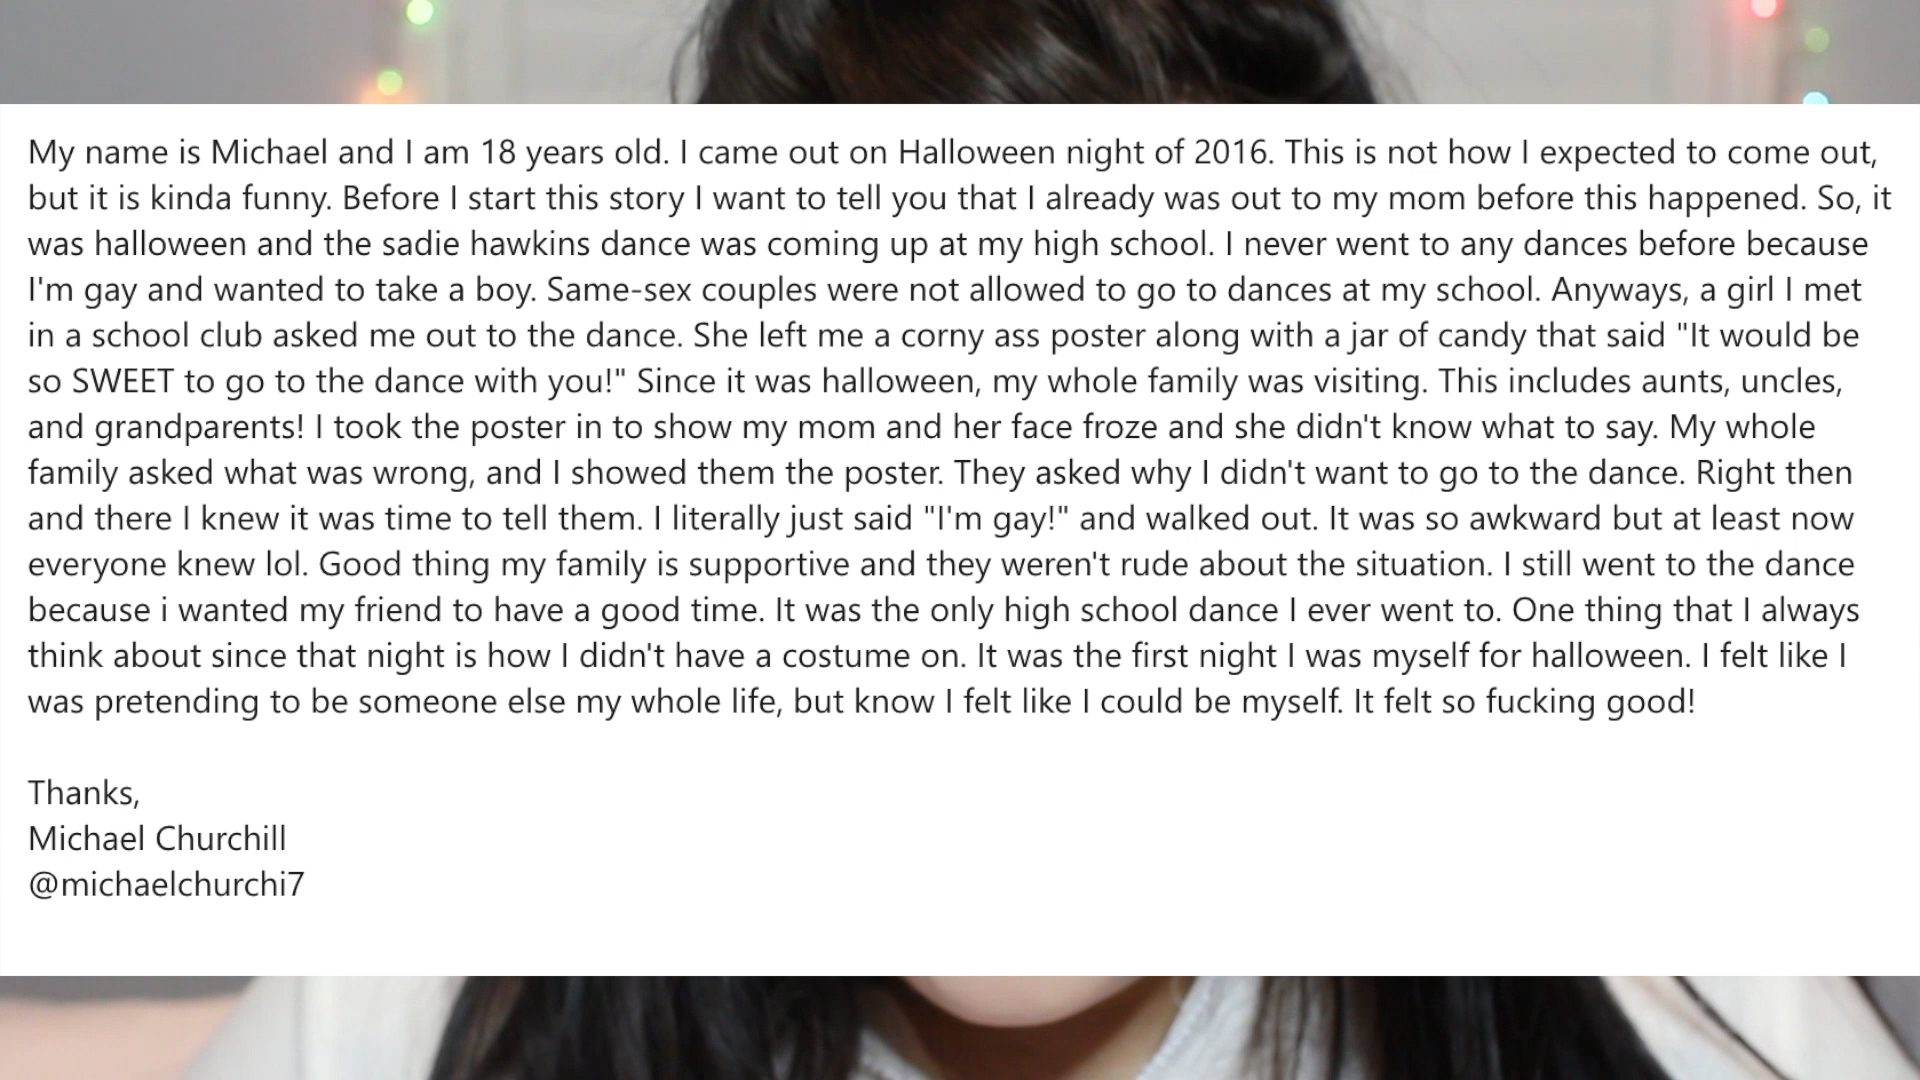 My name is Michael and I am 18 years old. I came out on Halloween night of 2016. This is not how I expected to come out,
but it is kinda funny. Before I start this story I want to tell you that I already was out to my mom before this happened. So, it
was halloween and the sadie hawkins dance was coming up at my high school. I never went to any dances before because
I'm gay and wanted to take a boy. Same-sex couples were not allowed to go to dances at my school. Anyways, a girl I met
in a school club asked me out to the dance. She left me a corny ass poster along with a jar of candy that said "It would be
so SWEET to go to the dance with you!" Since it was halloween, my whole family was visiting. This includes aunts, uncles,
and grandparents! I took the poster in to show my mom and her face froze and she didn't know what to say. My whole
family asked what was wrong, and I showed them the poster. They asked why I didn't want to go to the dance. Right then
and there I knew it was time to tell them. I literally just said "I'm gay!" and walked out. It was so awkward but at least now
everyone knew lol. Good thing my family is supportive and they weren't rude about the situation. I still went to the dance
because i wanted my friend to have a good time. It was the only high school dance I ever went to. One thing that I always
think about since that night is how I didn't have a costume on. It was the first night I was myself for halloween. I felt like I
was pretending to be someone else my whole life, but know I felt like I could be myself. It felt so fucking good!
Thanks,
Michael Churchill
@michaelchurchi7